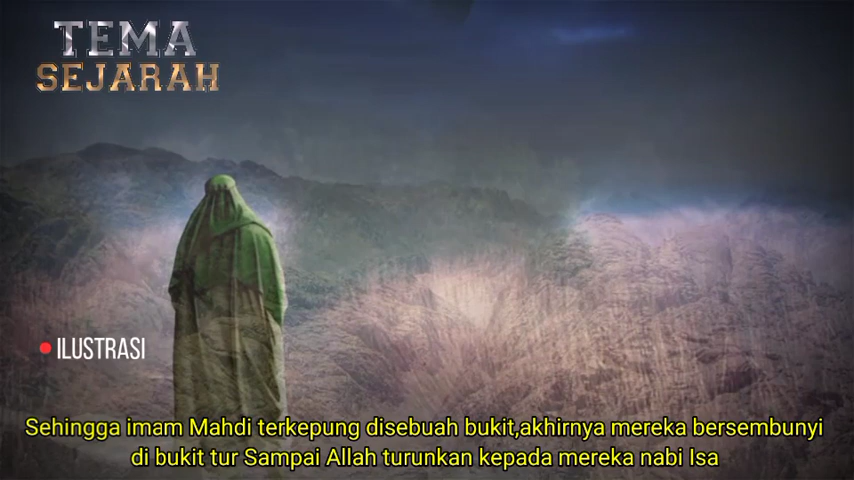 TEMA
SEJARAH
ILUSTRASI
Sehingga imam Mahdi terkepung disebuah bukit,akhirnya mereka bersembunyi
di bukit tur Sampai Allah turunkan kepada mereka nabi Isa